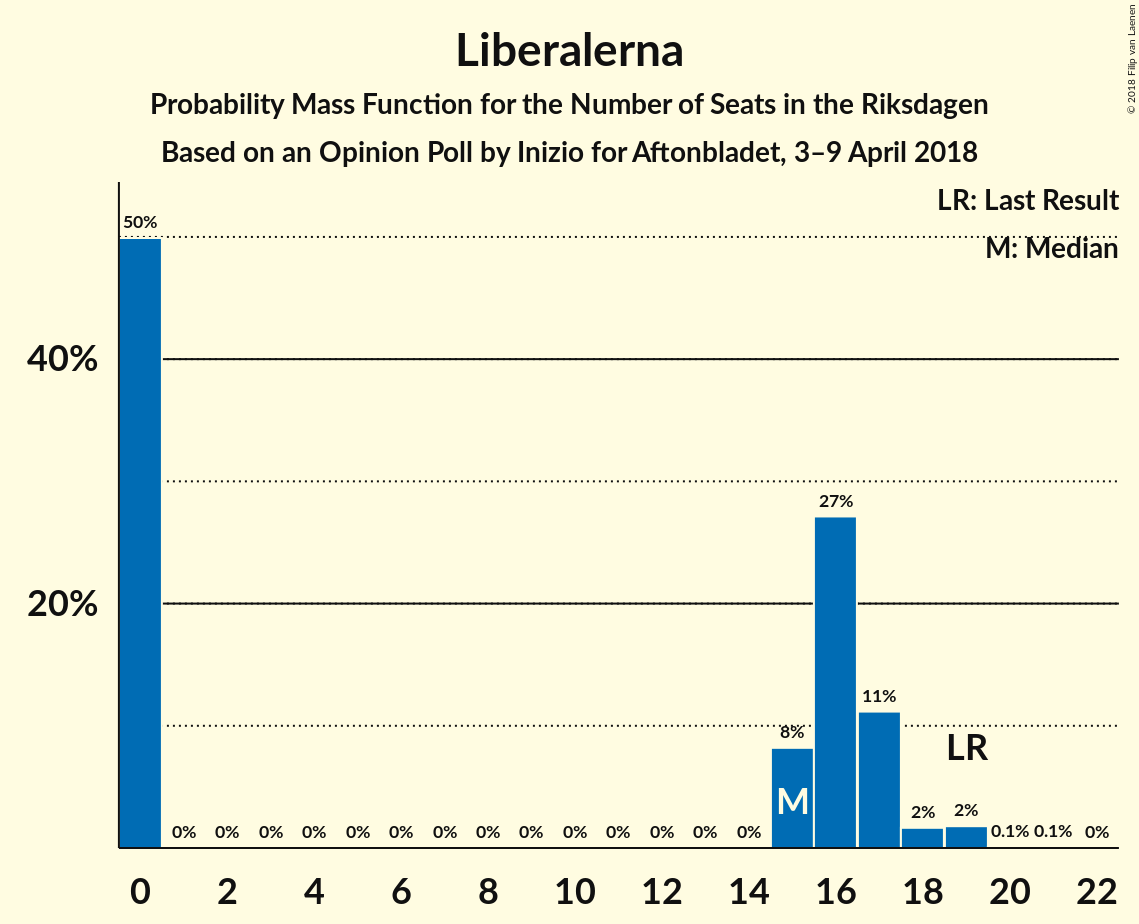 Liberalerna
Probability Mass Function for the Number of Seats in the Riksdagen
Based on an Opinion Poll by Inizio for Aftonbladet, 3–9 April 2018
© 2018 Filip van Laenen
LR: Last Result
M: Median
50%
40%
27%
20%
11%
8%
LR
M
2% 2%
0% 0% 0% 0% 0% 0% 0% 0% 0% 0% 0% 0% 0% 0% 0.1% 0.1% 0%
0 2 4 6 8 10 12 14 16 18 20 22